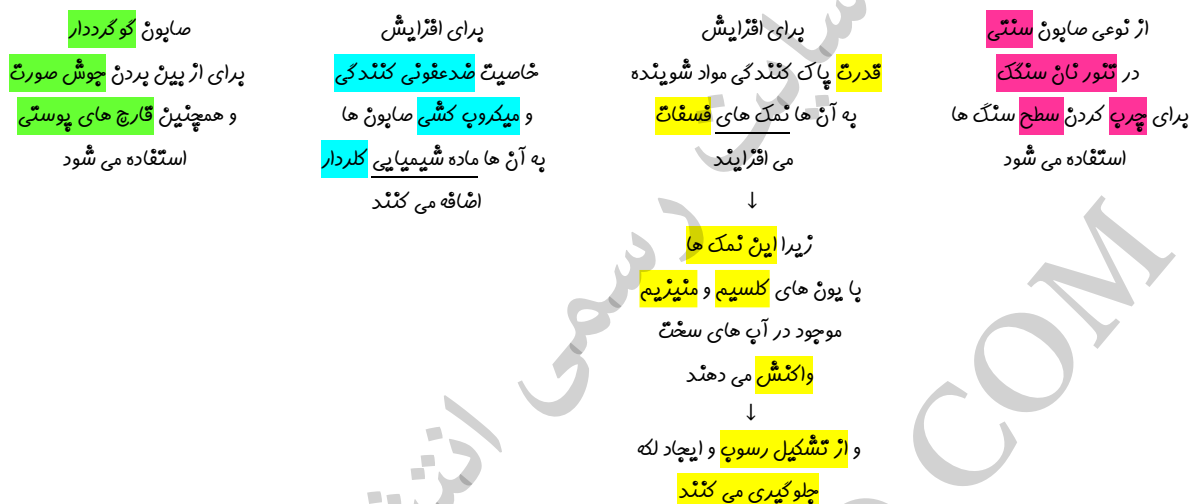 از نوعی صابون سنتی
در تنور نان سنگک
برای چرب کردن سطح سنگ ها
استفاده می شود
برای افزایش
قدرت پاک کنندگی مواد شوینده
به آن ها نمک های فسفات
می افزایند
↓
زیرا این نمک ها
با یون های کلسیم و منیزیم
موجود در آب های سخت
واکنش می دهند
↓
و از تشکیل رسوب و ایجاد لکه
جلوگیری می کنند
برای افزایش
خاصیت ضدعفونی کنندگی
و میکروب کشی صابون ها
به آن ها ماده شیمیایی کلردار
اضافه می کنند
صابون گوگرددار
برای از بین بردن جوش صورت
و همچنین قارچ های پوستی
استفاده می شود
رسمی
COM